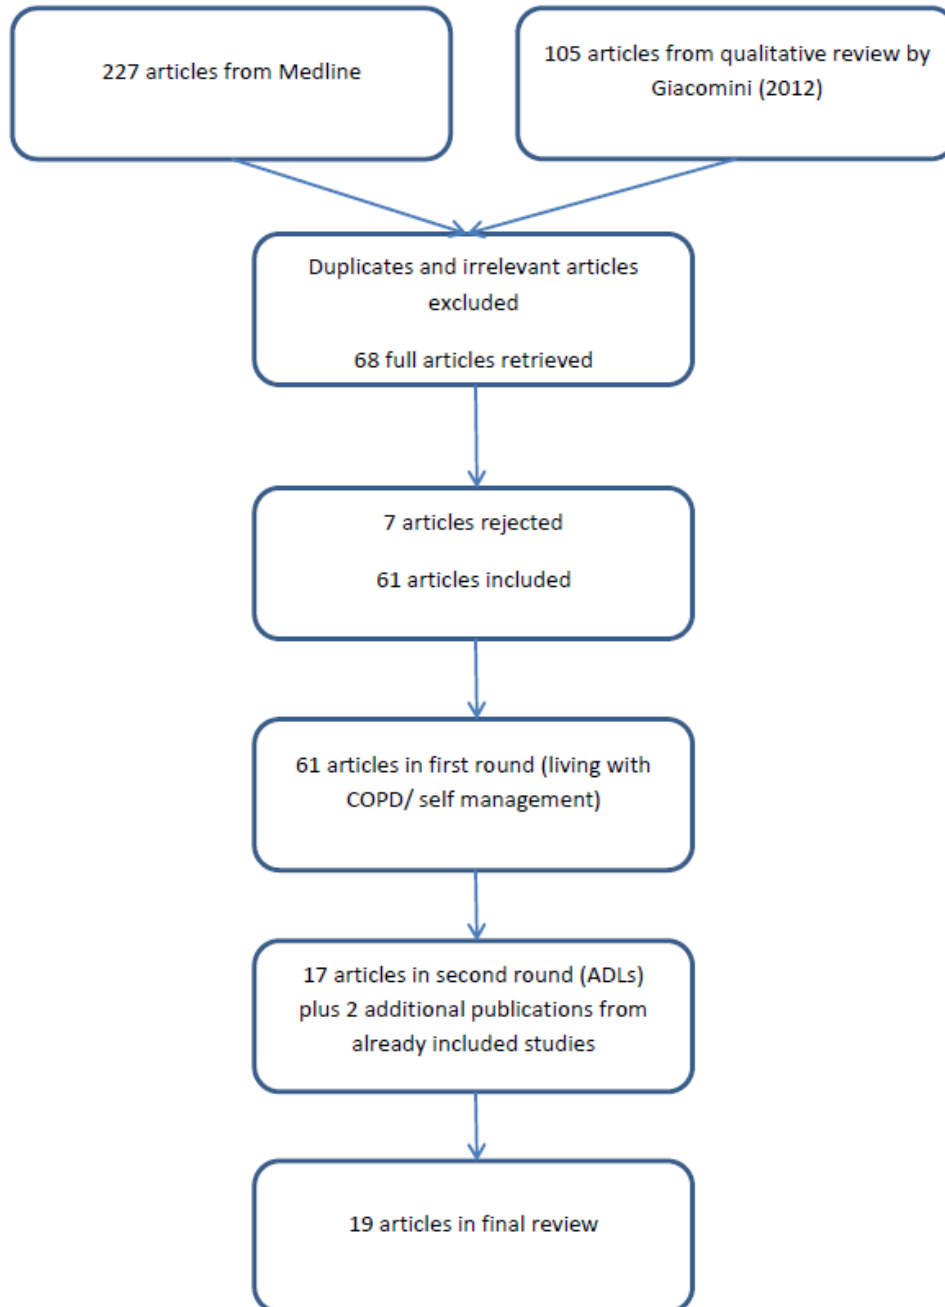 227 articles from Medline
105 articles from qualitative review by
Giacomini (2012)
Duplicates and irrelevant articles
excluded
68 full articles retrieved
7 articles rejected
61 articles included
61 articles in first round (living with
COPD/ self management)
17 articles in second round (ADLs)
plus 2 additional publications from
already included studies
19 articles in final review